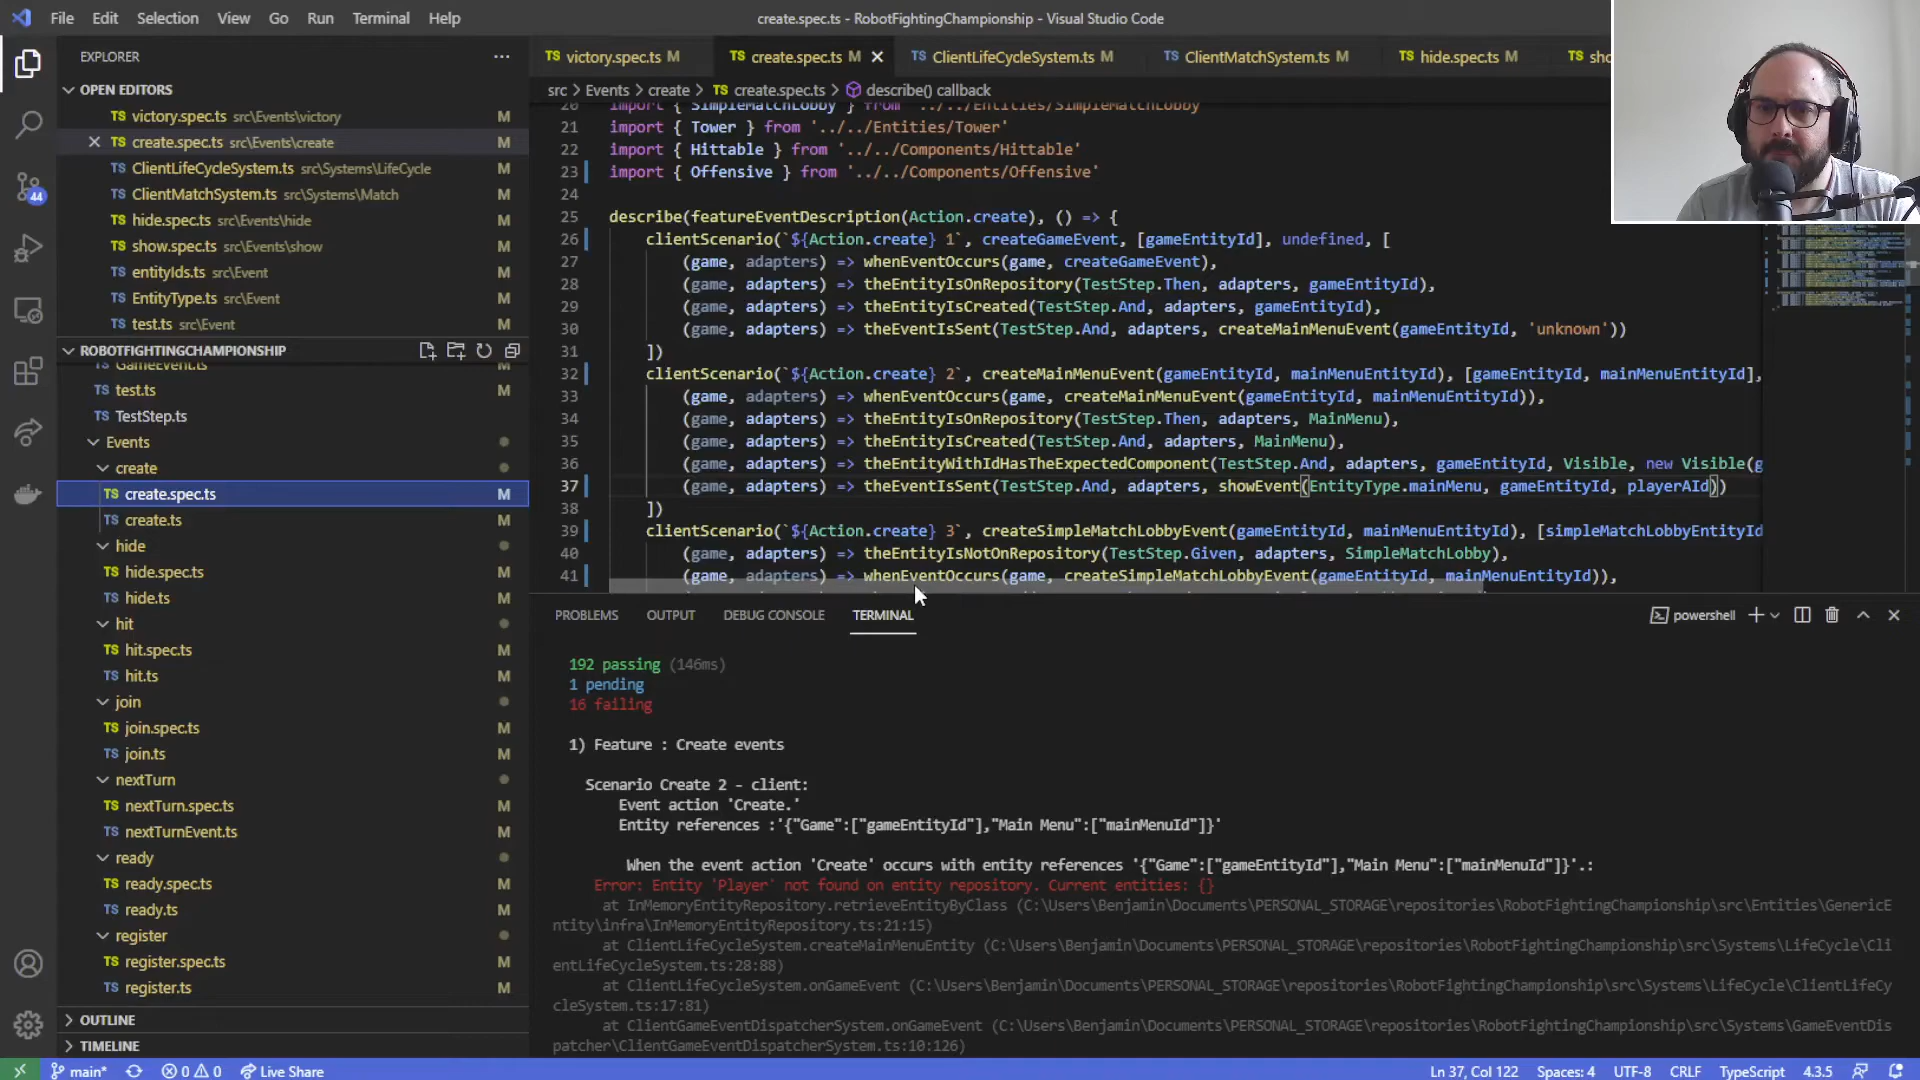 File Edit Selection View Go Run Terminal Help
create.spec.ts - RobotFightingChampionship - Visual Studio Code
EXPLORER
OPEN EDITORS
victory.spec.ts src\Events\victory M
create.spec.ts src\Events\create M
ClientLifeCycleSystem.ts src\Systems\LifeCycle M
ClientMatchSystem.ts src\Systems\Match M
hide.spec.ts src\Events\hide M
show.spec.ts src\Events\show M
entityIds.ts src\Event M
EntityType.ts src\Event M
test.ts src\Event M
ROBOTFIGHTINGCHAMPIONSHIP
GameEvent.ts M
test.ts M
TestStep.ts M
Events
create
create.spec.ts M
create.ts M
hide
hide.spec.ts M
hide.ts M
hit
hit.spec.ts M
hit.ts M
join
join.spec.ts M
join.ts M
nextTurn
nextTurn.spec.ts M
nextTurnEvent.ts M
ready
ready.spec.ts M
ready.ts M
register
register.spec.ts M
register.ts M
OUTLINE
TIMELINE
44
victory.spec.ts M create.spec.ts M ClientLifeCycleSystem.ts M ClientMatchSystem.ts M hide.spec.ts M sho
src > Events > create > create.spec.ts > describe() callback
20 import { SimpleMatchLobby } from '../../Entities/SimpleMatchLobby'
21 import { Tower } from '../../Entities/Tower'
22 import { Hittable } from '../../Components/Hittable'
23 import { Offensive } from '../../Components/Offensive'
24
25 describe(featureEventDescription(Action.create), () => {
26 clientScenario(`${Action.create} 1`, createGameEvent, [gameEntityId], undefined, [
27 (game, adapters) => whenEventOccurs(game, createGameEvent),
28 (game, adapters) => theEntityIsOnRepository(TestStep.Then, adapters, gameEntityId),
29 (game, adapters) => theEntityIsCreated(TestStep.And, adapters, gameEntityId),
30 (game, adapters) => theEventIsSent(TestStep.And, adapters, createMainMenuEvent(gameEntityId, 'unknown'))
31 ])
32 clientScenario(`${Action.create} 2`, createMainMenuEvent(gameEntityId, mainMenuEntityId), [gameEntityId, mainMenuEntityId],
33 (game, adapters) => whenEventOccurs(game, createMainMenuEvent(gameEntityId, mainMenuEntityId)),
34 (game, adapters) => theEntityIsOnRepository(TestStep.Then, adapters, MainMenu),
35 (game, adapters) => theEntityIsCreated(TestStep.And, adapters, MainMenu),
36 (game, adapters) => theEntityWithIdHasTheExpectedComponent(TestStep.And, adapters, gameEntityId, Visible, new Visible(g
37 (game, adapters) => theEventIsSent(TestStep.And, adapters, showEvent(EntityType.mainMenu, gameEntityId, playerAId))
38 ])
39 clientScenario(`${Action.create} 3`, createSimpleMatchLobbyEvent(gameEntityId, mainMenuEntityId), [simpleMatchLobbyEntityId
40 (game, adapters) => theEntityIsNotOnRepository(TestStep.Given, adapters, SimpleMatchLobby),
41 (game, adapters) => whenEventOccurs(game, createSimpleMatchLobbyEvent(gameEntityId, mainMenuEntityId)),
PROBLEMS OUTPUT DEBUG CONSOLE TERMINAL powershell
192 passing (146ms)
1 pending
16 failing
1) Feature : Create events
Scenario Create 2 - client:
Event action 'Create.'
Entity references :'{"Game":["gameEntityId"],"Main Menu":["mainMenuId"]}'
When the event action 'Create' occurs with entity references '{"Game":["gameEntityId"],"Main Menu":["mainMenuId"]}'.:
Error: Entity 'Player' not found on entity repository. Current entities: {}
at InMemoryEntityRepository.retrieveEntityByClass (C:\Users\Benjamin\Documents\PERSONAL_STORAGE\repositories\RobotFightingChampionship\src\Entities\GenericE
ntity\infra\InMemoryEntityRepository.ts:21:15)
at ClientLifeCycleSystem.createMainMenuEntity (C:\Users\Benjamin\Documents\PERSONAL_STORAGE\repositories\RobotFightingChampionship\src\Systems\LifeCycle\Cli
entLifeCycleSystem.ts:28:88)
at ClientLifeCycleSystem.onGameEvent (C:\Users\Benjamin\Documents\PERSONAL_STORAGE\repositories\RobotFightingChampionship\src\Systems\LifeCycle\ClientLifeCy
cleSystem.ts:17:81)
at ClientGameEventDispatcherSystem.onGameEvent (C:\Users\Benjamin\Documents\PERSONAL_STORAGE\repositories\RobotFightingChampionship\src\Systems\GameEventDis
patcher\ClientGameEventDispatcherSystem.ts:10:126)
main* 0 0 Live Share Ln 37, Col 122 Spaces: 4 UTF-8 CRLF TypeScript 4.3.5